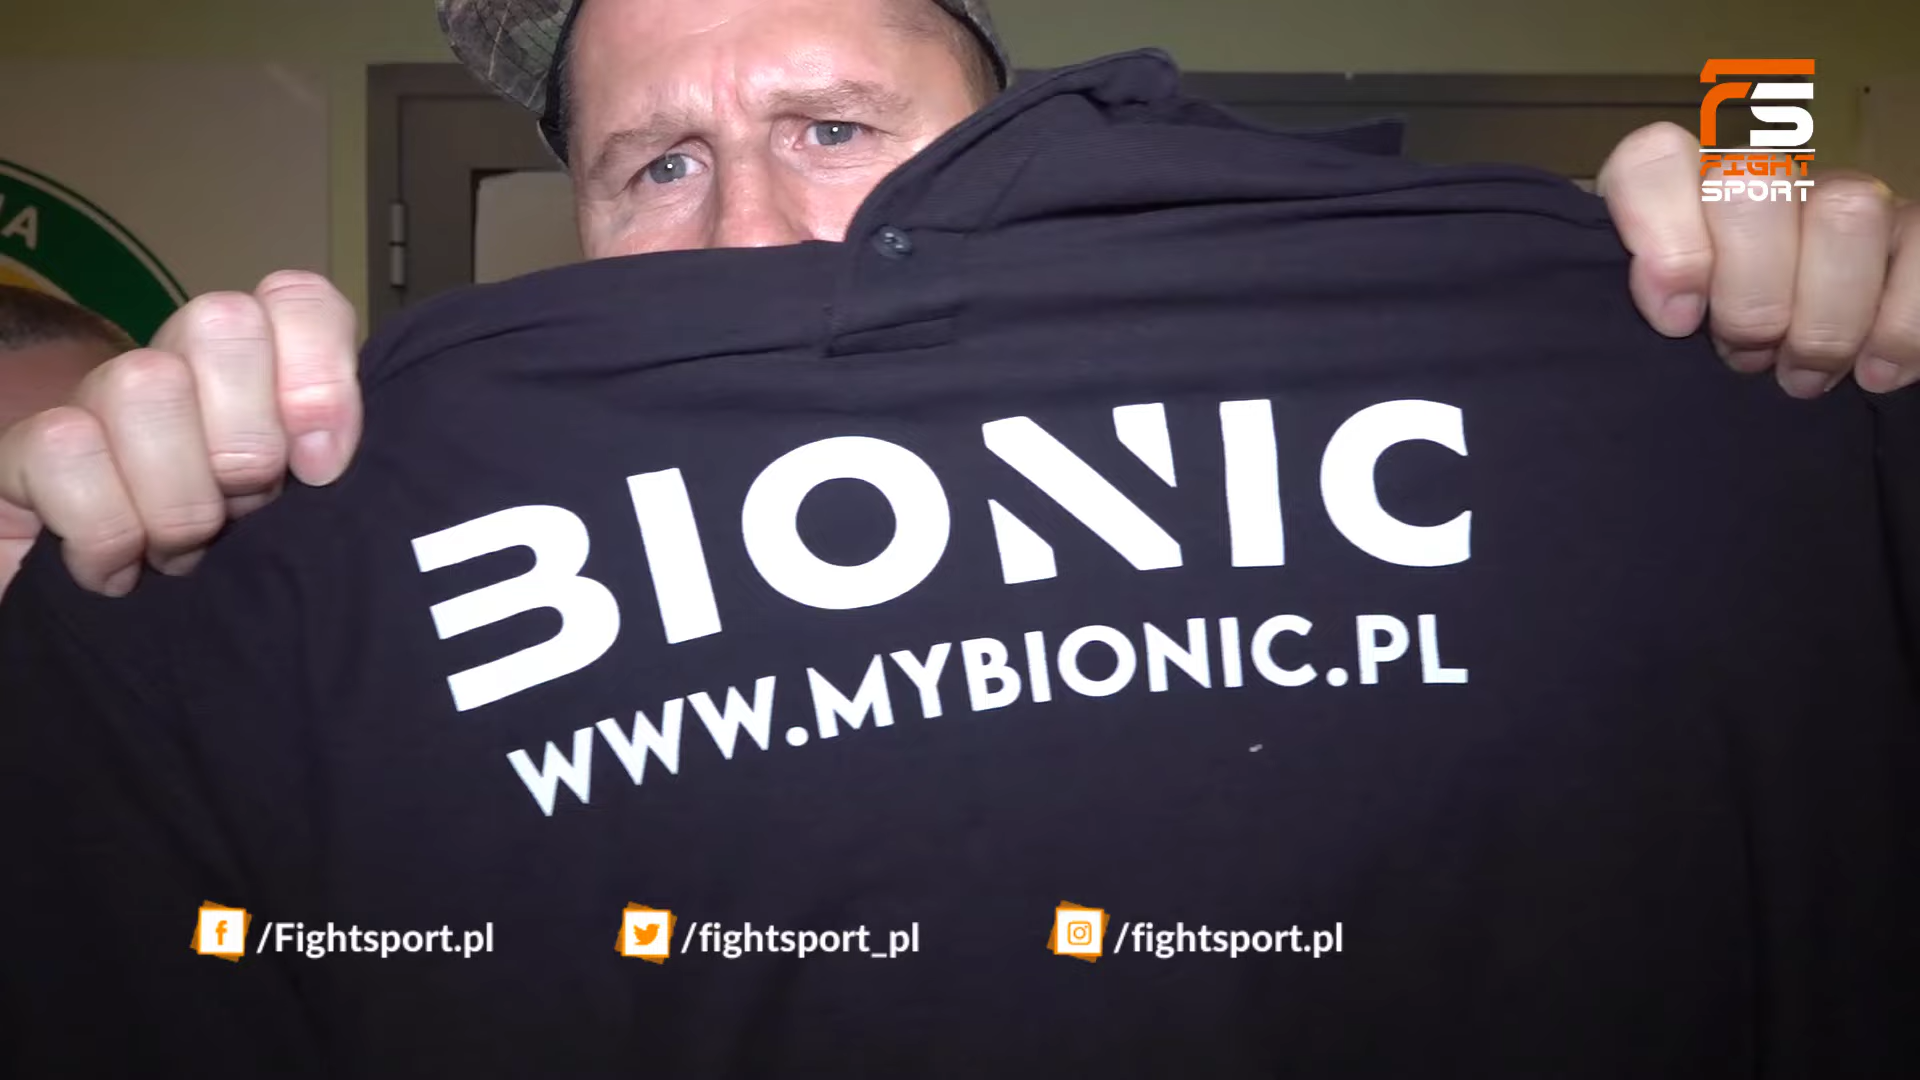 FS
FIGHT
SPORT
BIONIC
WWW.MYBIONIC.PL
/Fightsport.pl
/fightsport_pl
/fightsport.pl